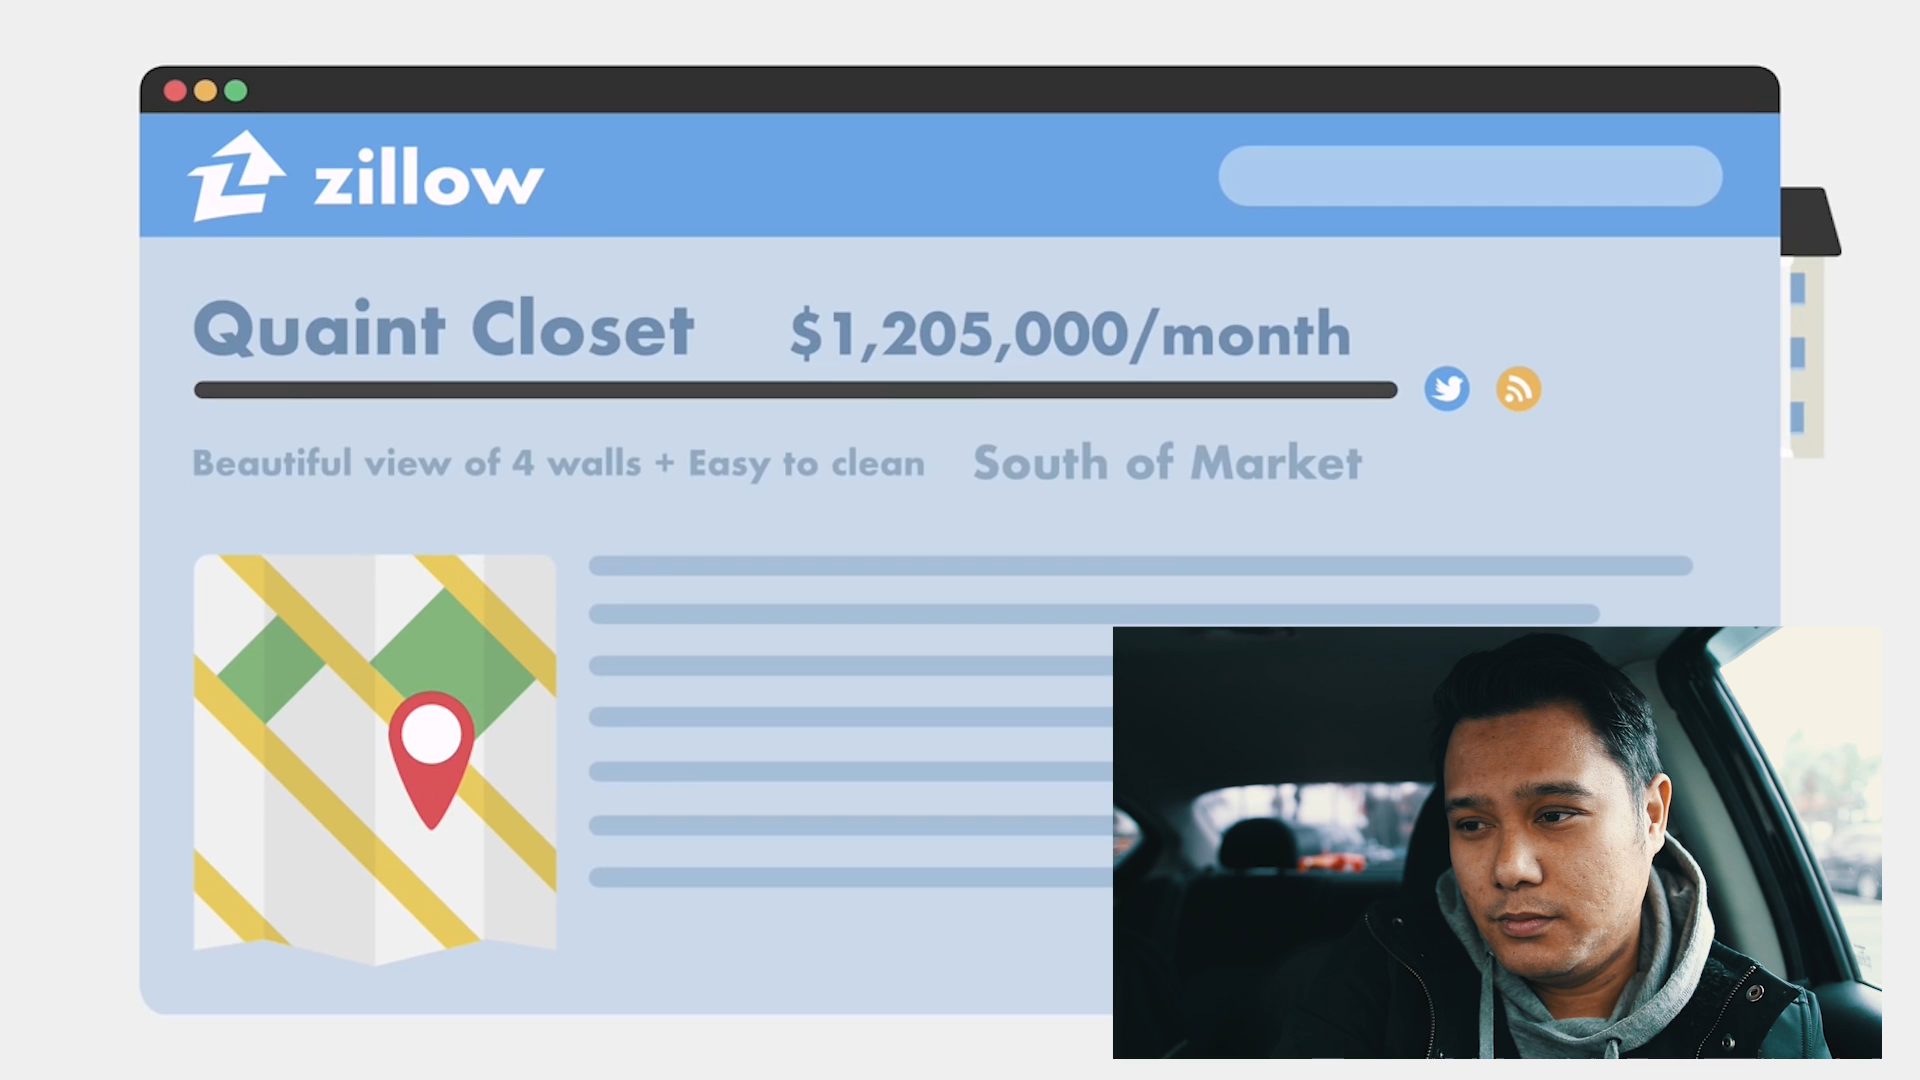 zillow
Quaint Closet $1,205,000/month
Beautiful view of 4 walls + Easy to clean South of Market